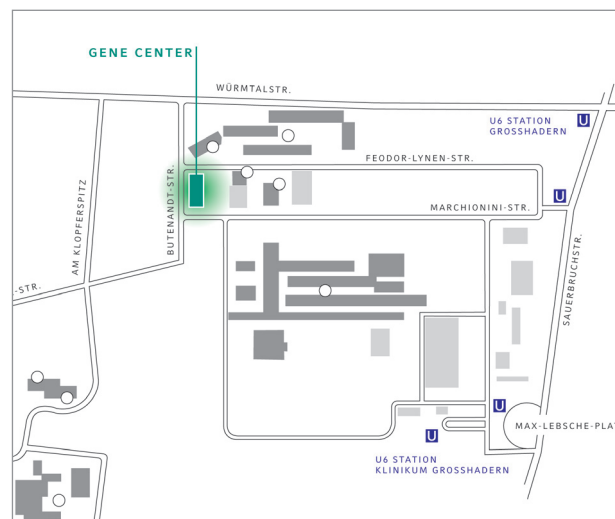 GENE CENTER
WÜRMTALSTR.
U6 STATION
GROSSHADERN
U
FEODOR-LYNEN-STR.
U
BUTENANDT-STR.
AM KLOPFERSPITZ
MARCHIONINI-STR.
SAUERBRUCHSTR.
-STR.
U
MAX-LEBSCHE-PLA
U
U6 STATION
KLINIKUM GROSSHADERN